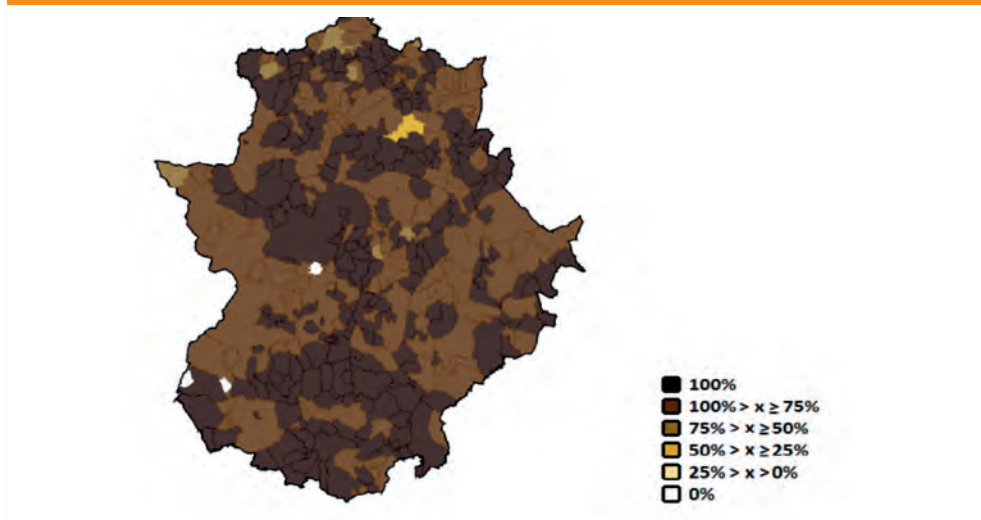 100%
100% > x ≥ 75%
75% > x ≥50%
50% > x ≥25%
25% > x >0%
0%